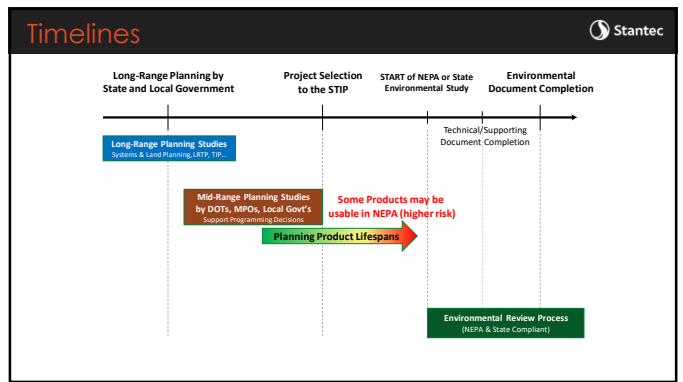 Timelines
Stantec
Long-Range Planning by
State and Local Government
Project Selection
to the STIP
START of NEPA or State
Environmental Study
Environmental
Document Completion
Technical/Supporting
Document Completion
Long-Range Planning Studies
Systems & Land Planning, LRTP, TIP…
Mid-Range Planning Studies
by DOTs, MPOs, Local Govt's
Support Programming Decisions
Some Products may be
usable in NEPA (higher risk)
Planning Product Lifespans
Environmental Review Process
(NEPA & State Compliant)